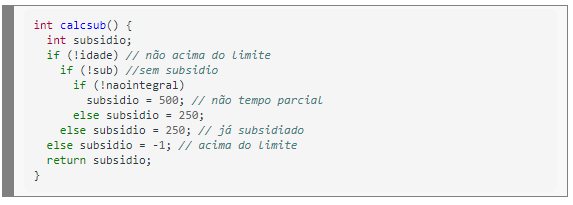 int calcsub() {
int subsidio;
if (!idade) // não acima do limite
if (!sub) //sem subsidio
if (!naointegral)
subsidio = 500; // não tempo parcial
else subsidio = 250;
else subsidio = 250; // já subsidiado
else subsidio = -1; // acima do limite
return subsidio;
}